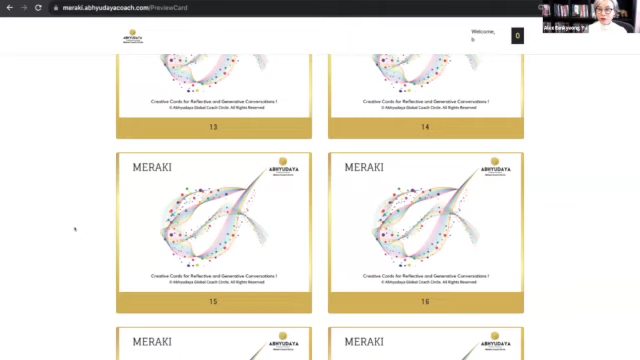 meraki.abhyudayacoach.com/PreviewCard
Welcome,
b
0
ABHYUDAYA
Creative Cards for Reflective and Generative Conversations !
© Abhyudaya Global Coach Circle. All Rights Reserved
13
Creative Cards for Reflective and Generative Conversations !
© Abhyudaya Global Coach Circle. All Rights Reserved
14
MERAKI
ABHYUDAYA
Creative Cards for Reflective and Generative Conversations !
© Abhyudaya Global Coach Circle. All Rights Reserved
15
MERAKI
ABHYUDAYA
Creative Cards for Reflective and Generative Conversations !
© Abhyudaya Global Coach Circle. All Rights Reserved
16
MERAKI
ABHYUDAYA
MERAKI
ABHYUDAYA